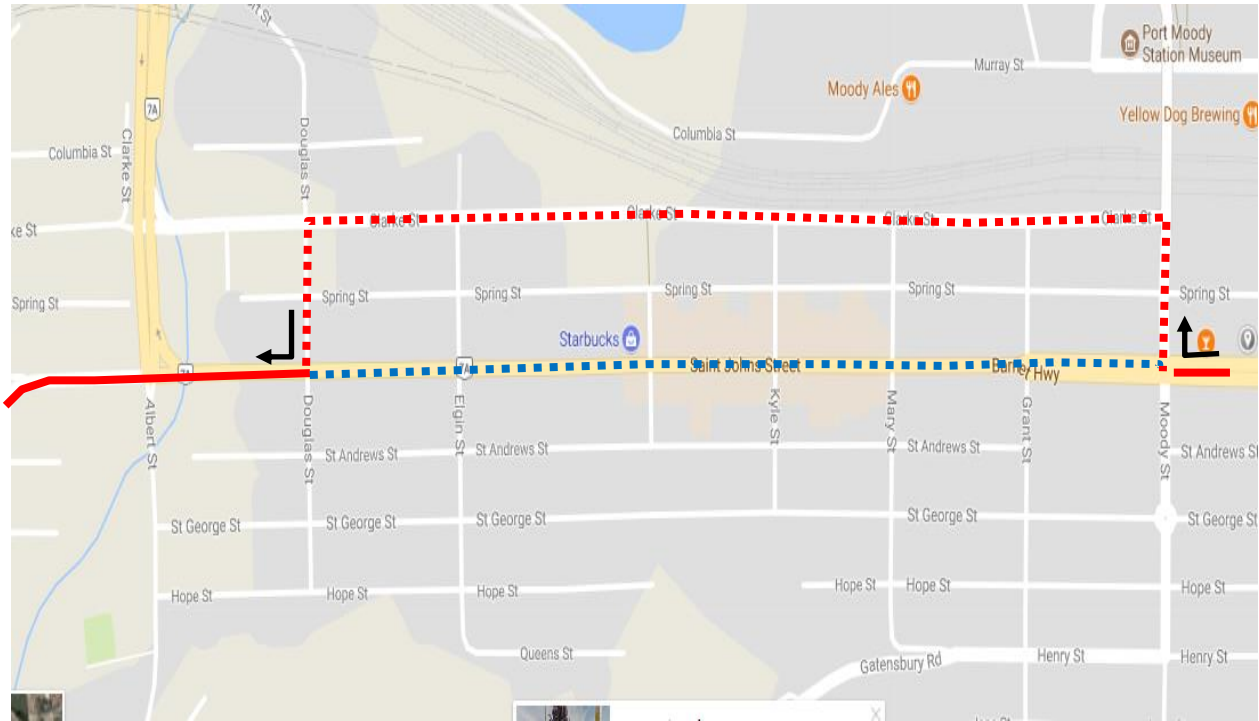 Port Moody
Station Museum
Murray St
Moody Ales
Yellow Dog Brewing
7A
Clarke St
Douglas St
Columbia St
Columbia St
Clarke St
Clarke St
Clarke St
Clarke St
ke St
Spring St
Spring St
Spring St
Spring St
Spring St
Spring St
Starbucks
7A
7A
Saint Johns Street
Hwy
Albert St
Douglas St
Elgin St
Kyle St
Mary St
Grant St
Moody St
St Andrews St
St Andrews St
St Andrews St
St Andrews St
St George St
St George St
St George St
St George St
St George St
Hope St
Hope St
Hope St
Hope St
Hope St
Hope St
Queens St
Gatensbury Rd
Henry St
Henry St